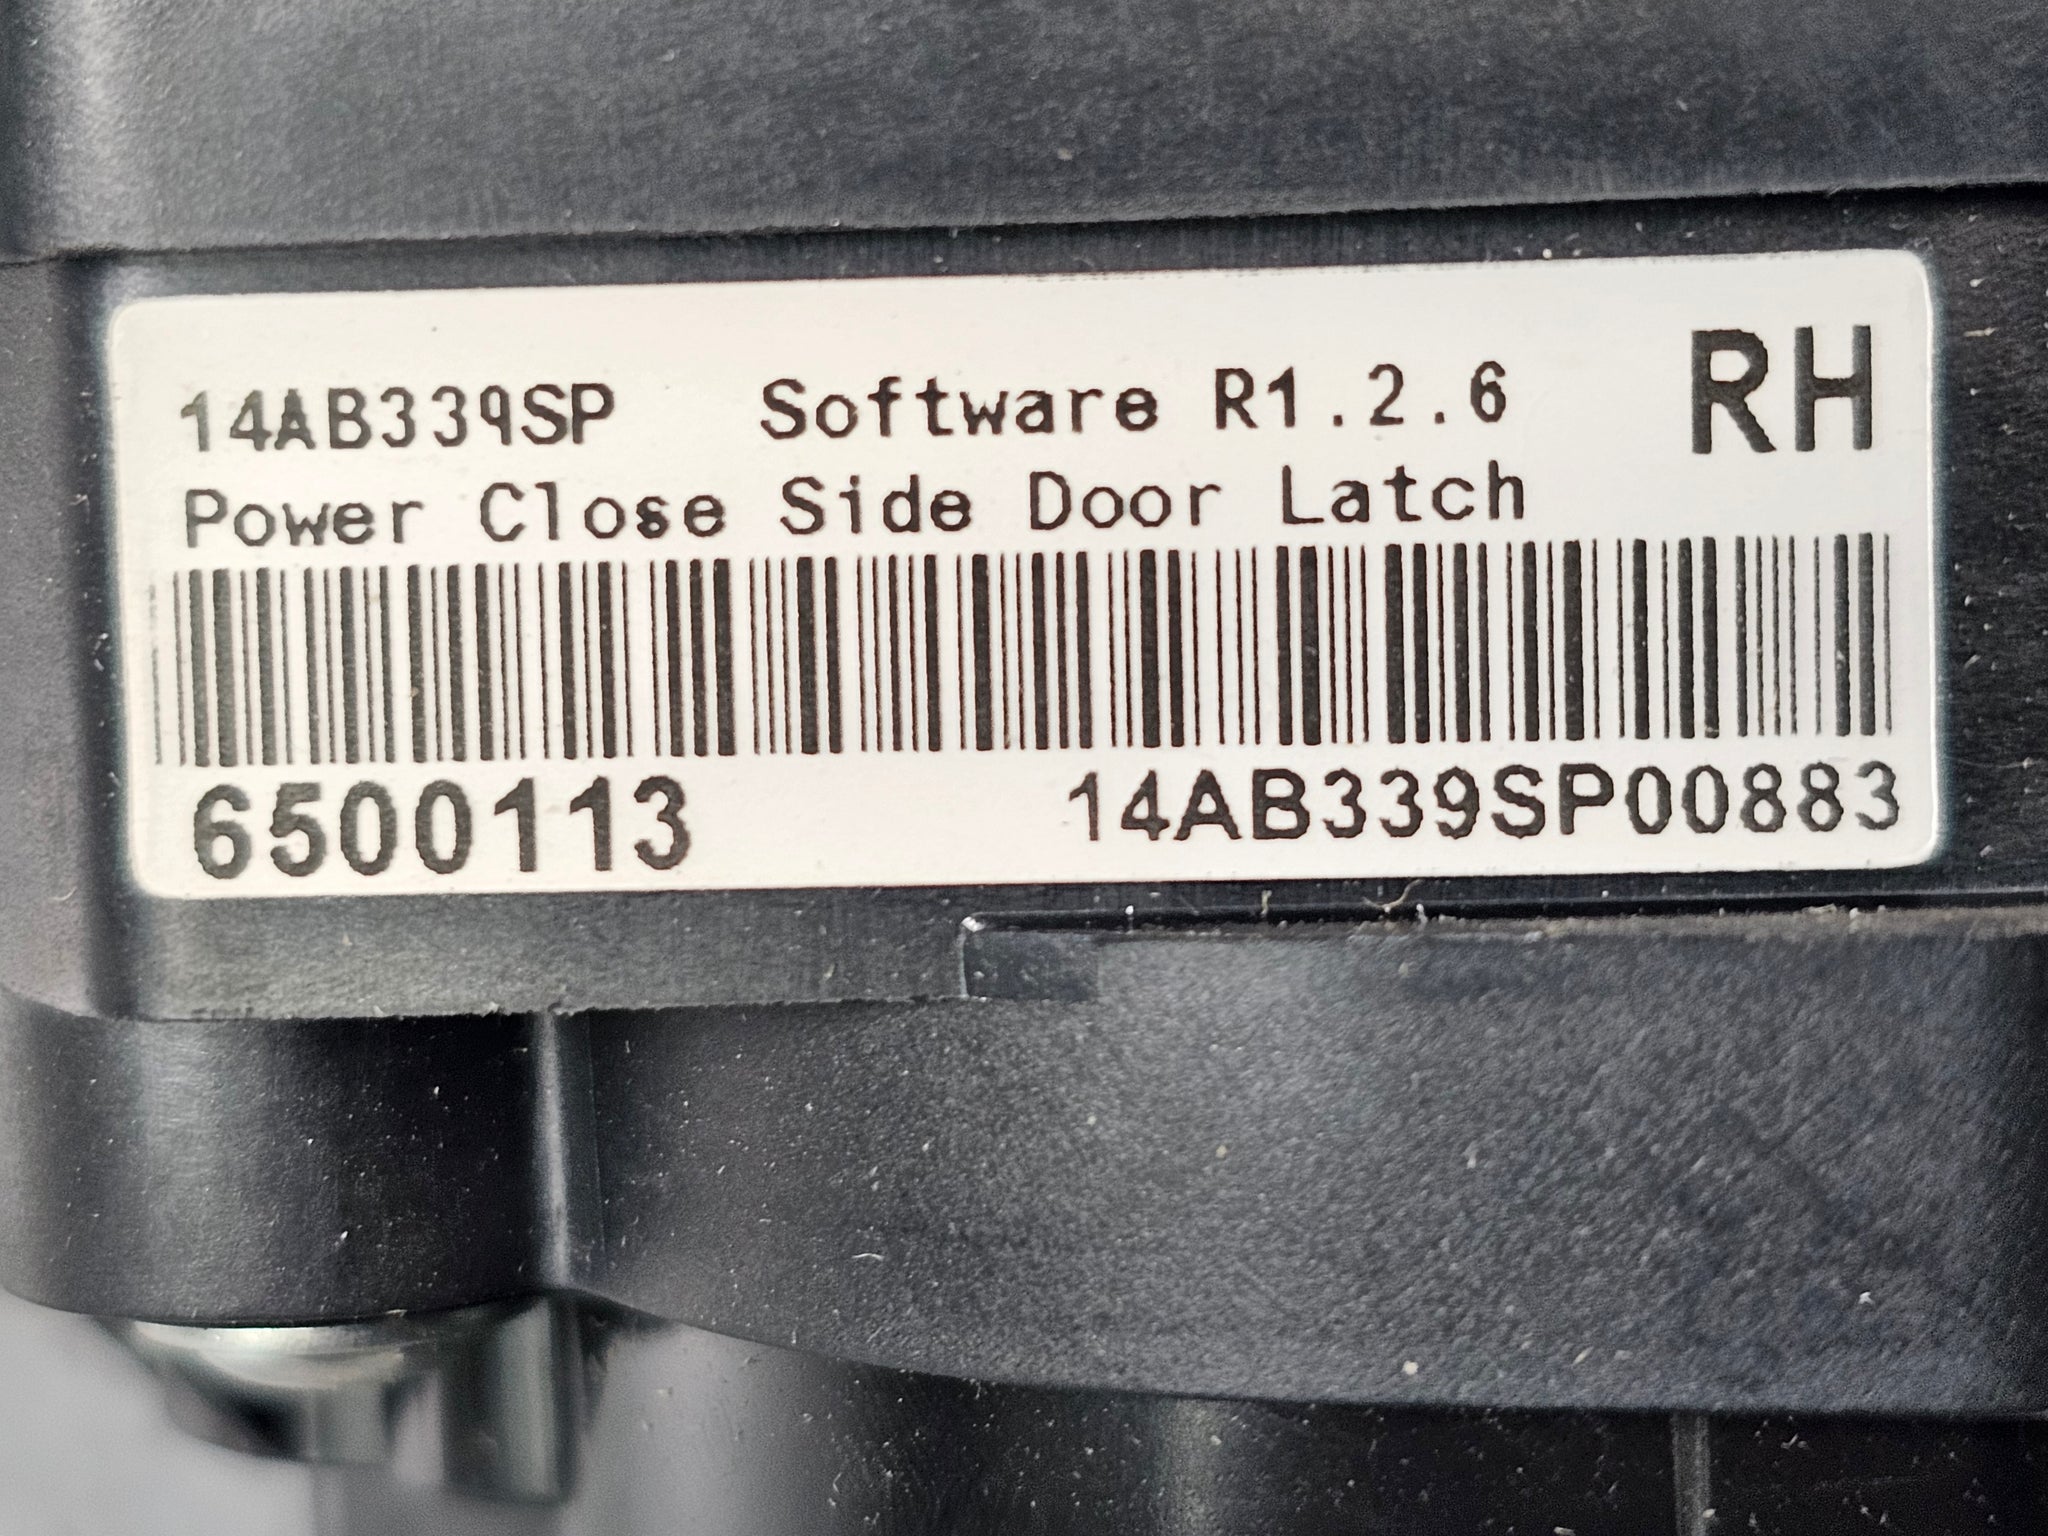 14AB339SP Software R1.2.6 RH
Power Close Side Door Latch
6500113 14AB339SP00883